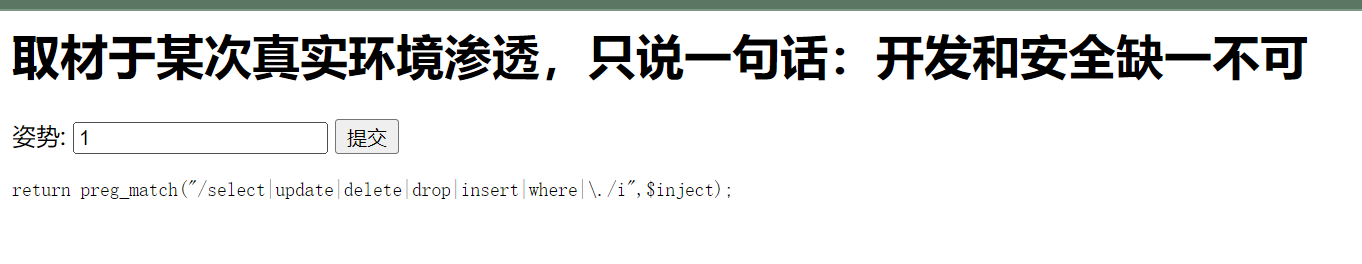 取材于某次真实环境渗透，只说一句话：开发和安全缺一不可
姿势: 1 提交
return preg_match("/select|update|delete|drop|insert|where|\./i",$inject);